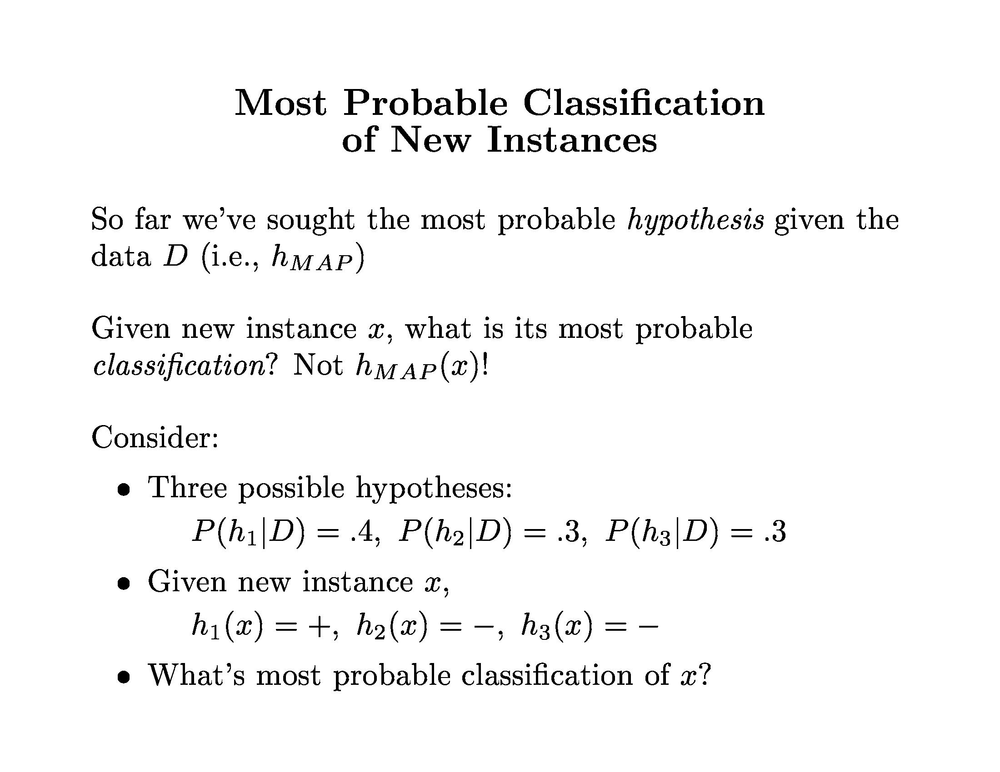 Most Probable Classification
of New Instances
So far we've sought the most probable hypothesis given the
data D (i.e., h_{MAP})
Given new instance x, what is its most probable
classification? Not h_{MAP}(x)!
Consider:
• Three possible hypotheses:
P(h_1|D) = .4, P(h_2|D) = .3, P(h_3|D) = .3
• Given new instance x,
h_1(x) = +, h_2(x) = −, h_3(x) = −
• What's most probable classification of x?